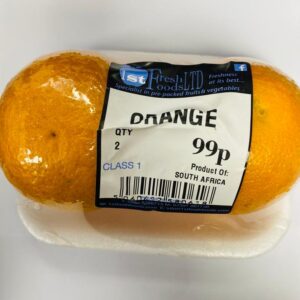 1st Fresh Foods LTD
Freshness at its best...
Specialist in pre-packed fruits & vegetables
ORANGE
QTY
2
99p
CLASS 1
Product Of:
SOUTH AFRICA